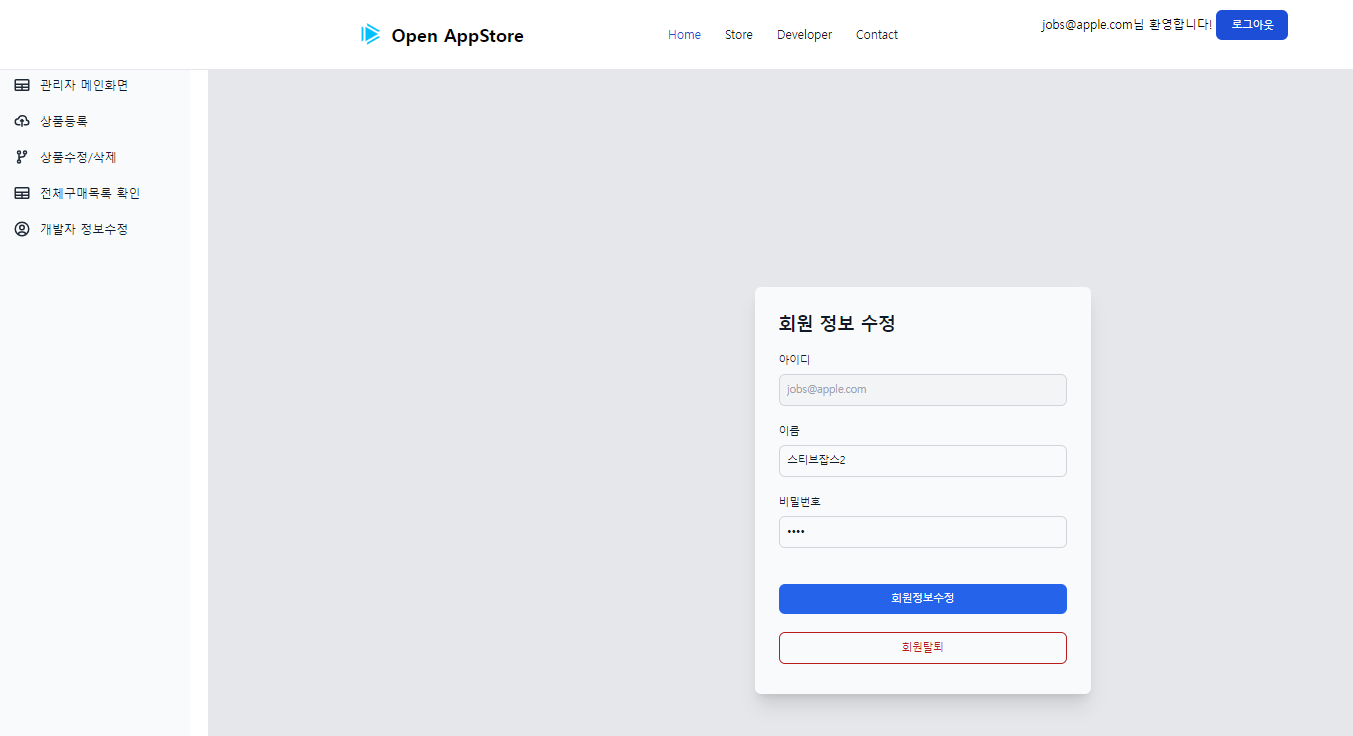 Open AppStore
Home Store Developer Contact
jobs@apple.com님 환영합니다! 로그아웃
관리자 메인화면
상품등록
상품수정/삭제
전체구매목록 확인
개발자 정보수정
회원 정보 수정
아이디
jobs@apple.com
이름
스티브잡스2
비밀번호
••••
회원정보수정
회원탈퇴